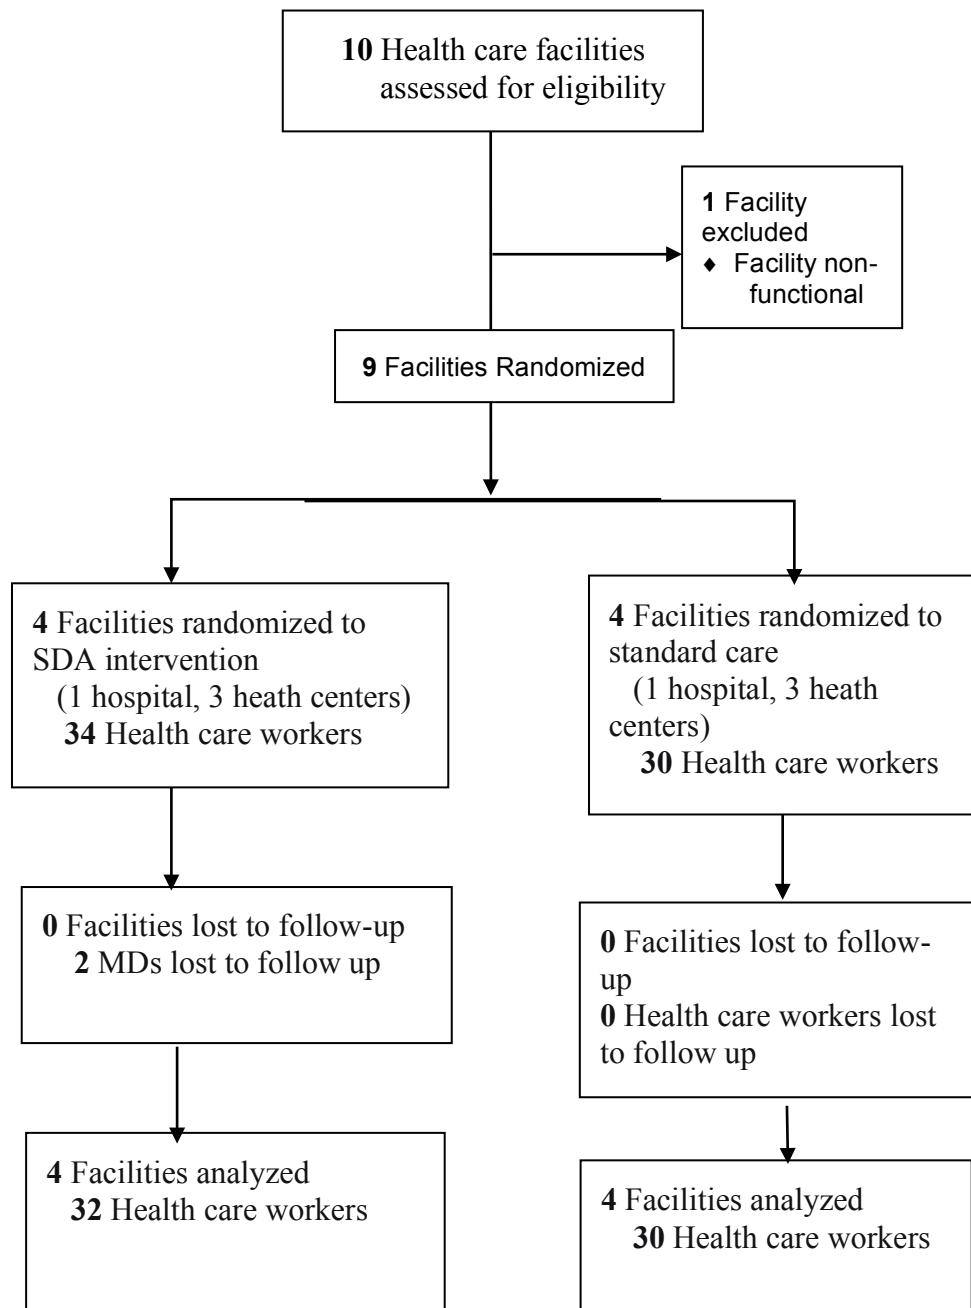 10 Health care facilities
assessed for eligibility
1 Facility
excluded
♦ Facility non-
functional
9 Facilities Randomized
4 Facilities randomized to
SDA intervention
(1 hospital, 3 heath centers)
34 Health care workers
4 Facilities randomized to
standard care
(1 hospital, 3 heath
centers)
30 Health care workers
0 Facilities lost to follow-up
2 MDs lost to follow up
0 Facilities lost to follow-
up
0 Health care workers lost
to follow up
4 Facilities analyzed
32 Health care workers
4 Facilities analyzed
30 Health care workers